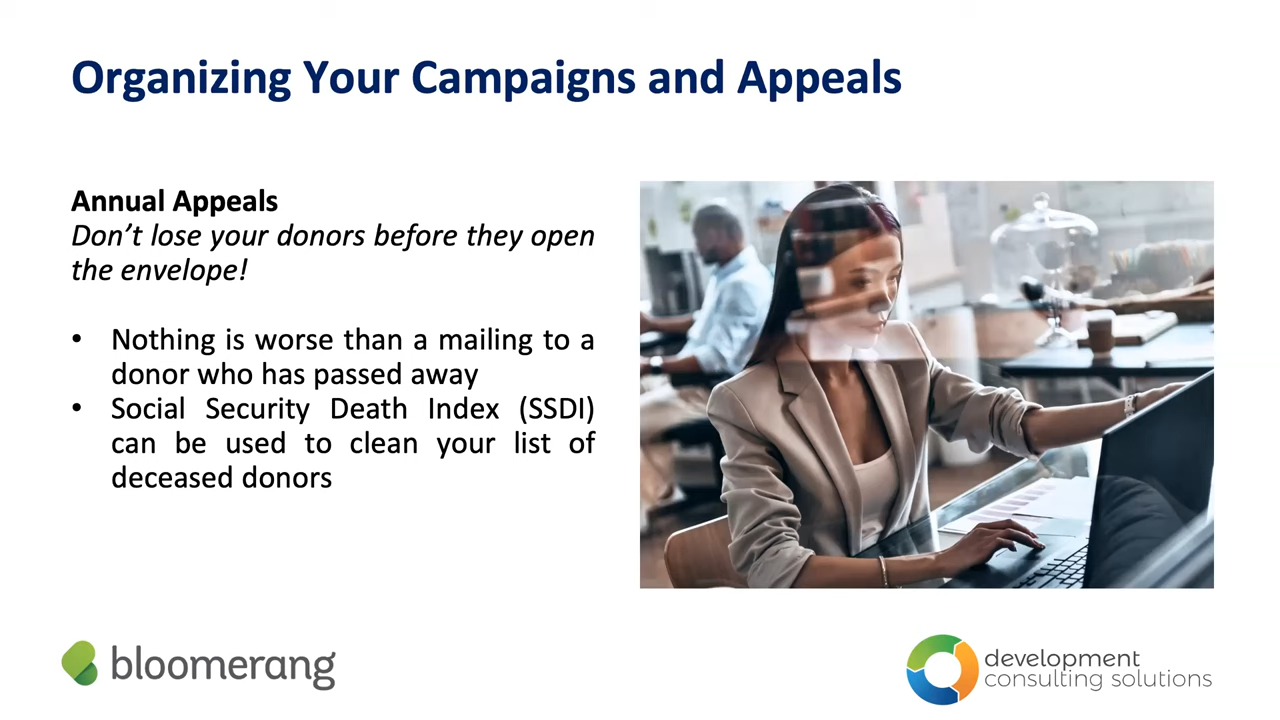 Organizing Your Campaigns and Appeals
Annual Appeals
Don’t lose your donors before they open
the envelope!
• Nothing is worse than a mailing to a
donor who has passed away
• Social Security Death Index (SSDI)
can be used to clean your list of
deceased donors
bloomerang
development
consulting solutions